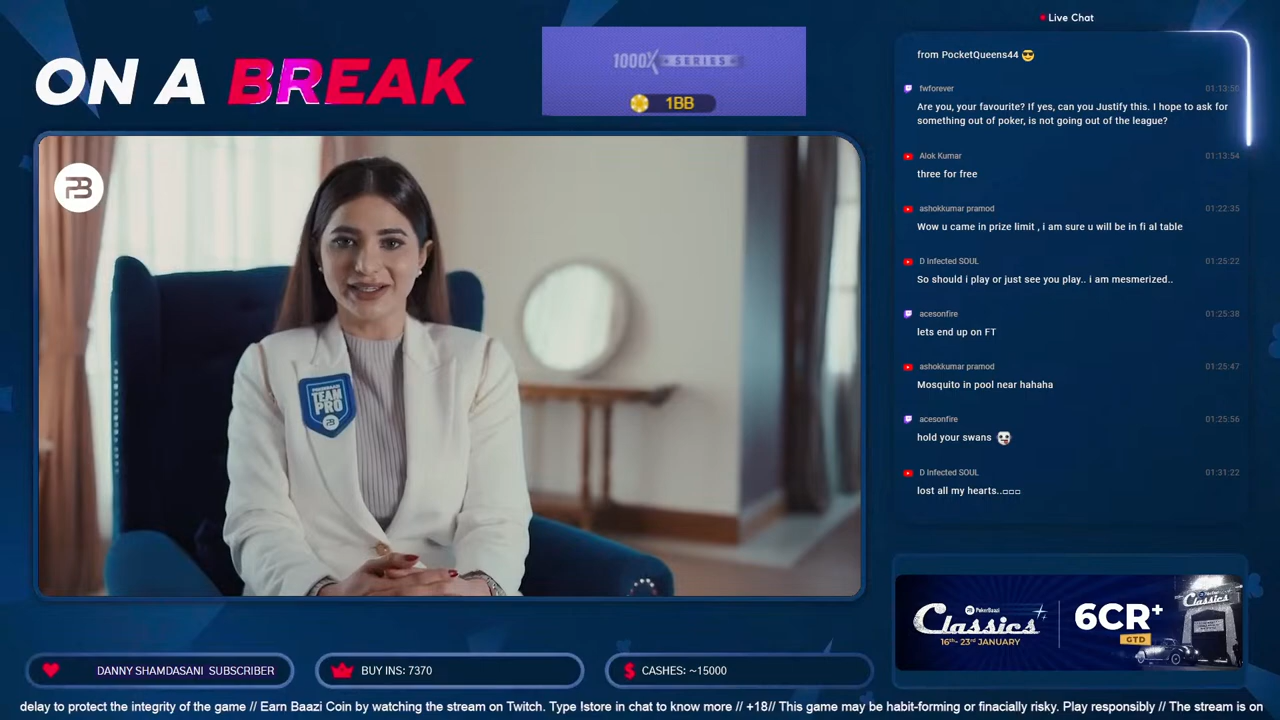 Live Chat
ON A BREAK
1000X SERIES
1BB
from PocketQueens44
fwforever 01:13:50
Are you, your favourite? If yes, can you Justify this. I hope to ask for
something out of poker, is not going out of the league?
Alok Kumar 01:13:54
three for free
ashokkumar pramod 01:22:35
Wow u came in prize limit , i am sure u will be in fi al table
D Infected SOUL 01:25:22
So should i play or just see you play.. i am mesmerized..
acesonfire 01:25:38
lets end up on FT
ashokkumar pramod 01:25:47
Mosquito in pool near hahaha
acesonfire 01:25:56
hold your swans
D Infected SOUL 01:31:22
lost all my hearts..
PB
POKERBAAZI
TEAM
PRO
PokerBaazi
Classics
16th- 23rd JANUARY
6CR+
GTD
Classics
DANNY SHAMDASANI SUBSCRIBER
BUY INS: 7370
CASHES: ~15000
delay to protect the integrity of the game // Earn Baazi Coin by watching the stream on Twitch. Type !store in chat to know more // +18// This game may be habit-forming or finacially risky. Play responsibly // The stream is on